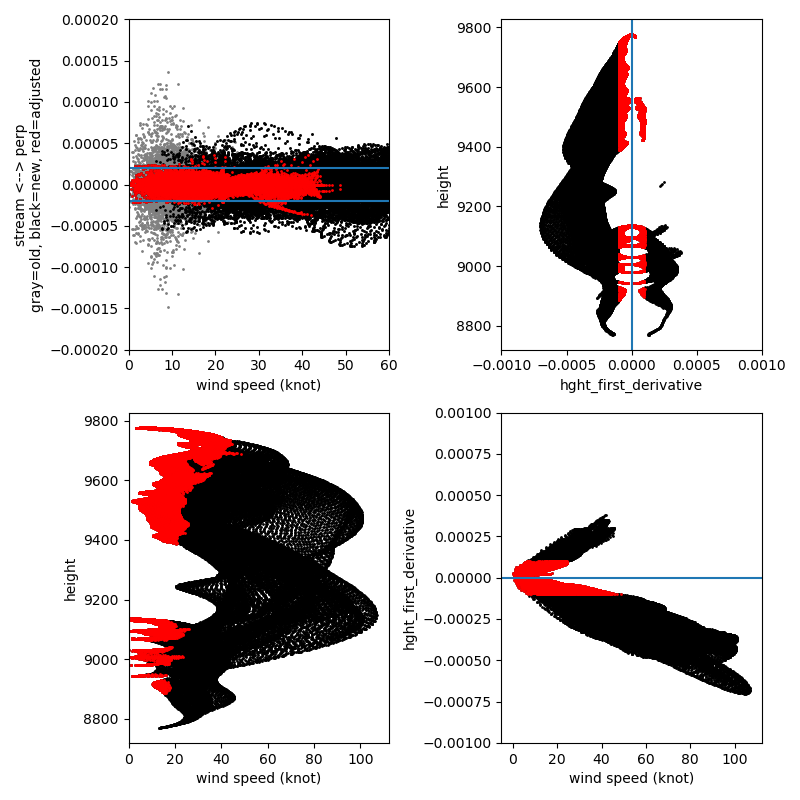 0.00020
0.00015
0.00010
0.00005
0.00000
−0.00005
−0.00010
−0.00015
−0.00020
stream <--> perp
gray=old, black=new, red=adjusted
0 10 20 30 40 50 60
wind speed (knot)
9800
9600
9400
9200
9000
8800
height
−0.0010 −0.0005 0.0000 0.0005 0.0010
hght_first_derivative
9800
9600
9400
9200
9000
8800
height
0 20 40 60 80 100
wind speed (knot)
0.00100
0.00075
0.00050
0.00025
0.00000
−0.00025
−0.00050
−0.00075
−0.00100
hght_first_derivative
0 20 40 60 80 100
wind speed (knot)